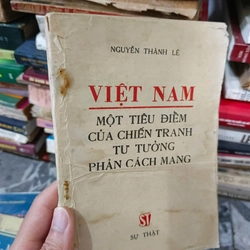 NGUYỄN THÀNH LÊ
VIỆT NAM
MỘT TIÊU ĐIỂM
CỦA CHIẾN TRANH
TƯ TƯỞNG
PHẢN CÁCH MẠNG
ST
SỰ THẬT